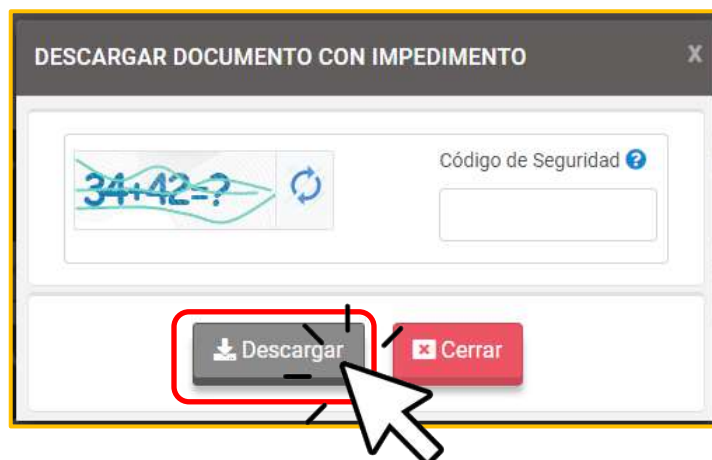 DESCARGAR DOCUMENTO CON IMPEDIMENTO X
34+42=?
Código de Seguridad ?
Descargar
x Cerrar